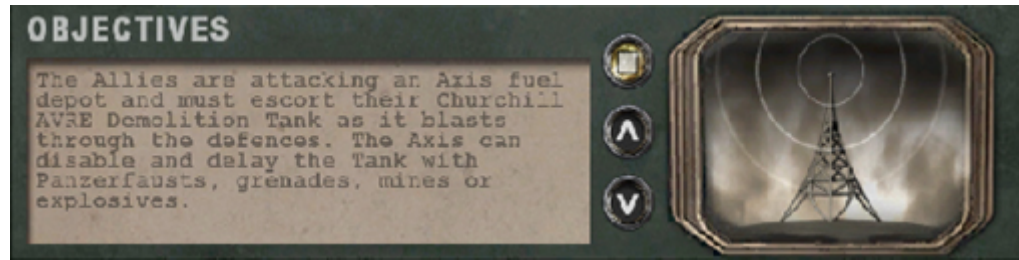 OBJECTIVES
The Allies are attacking an Axis fuel
depot and must escort their Churchill
AVRE Demolition Tank as it blasts
through the defences. The Axis can
disable and delay the Tank with
Panzerfausts, grenades, mines or
explosives.